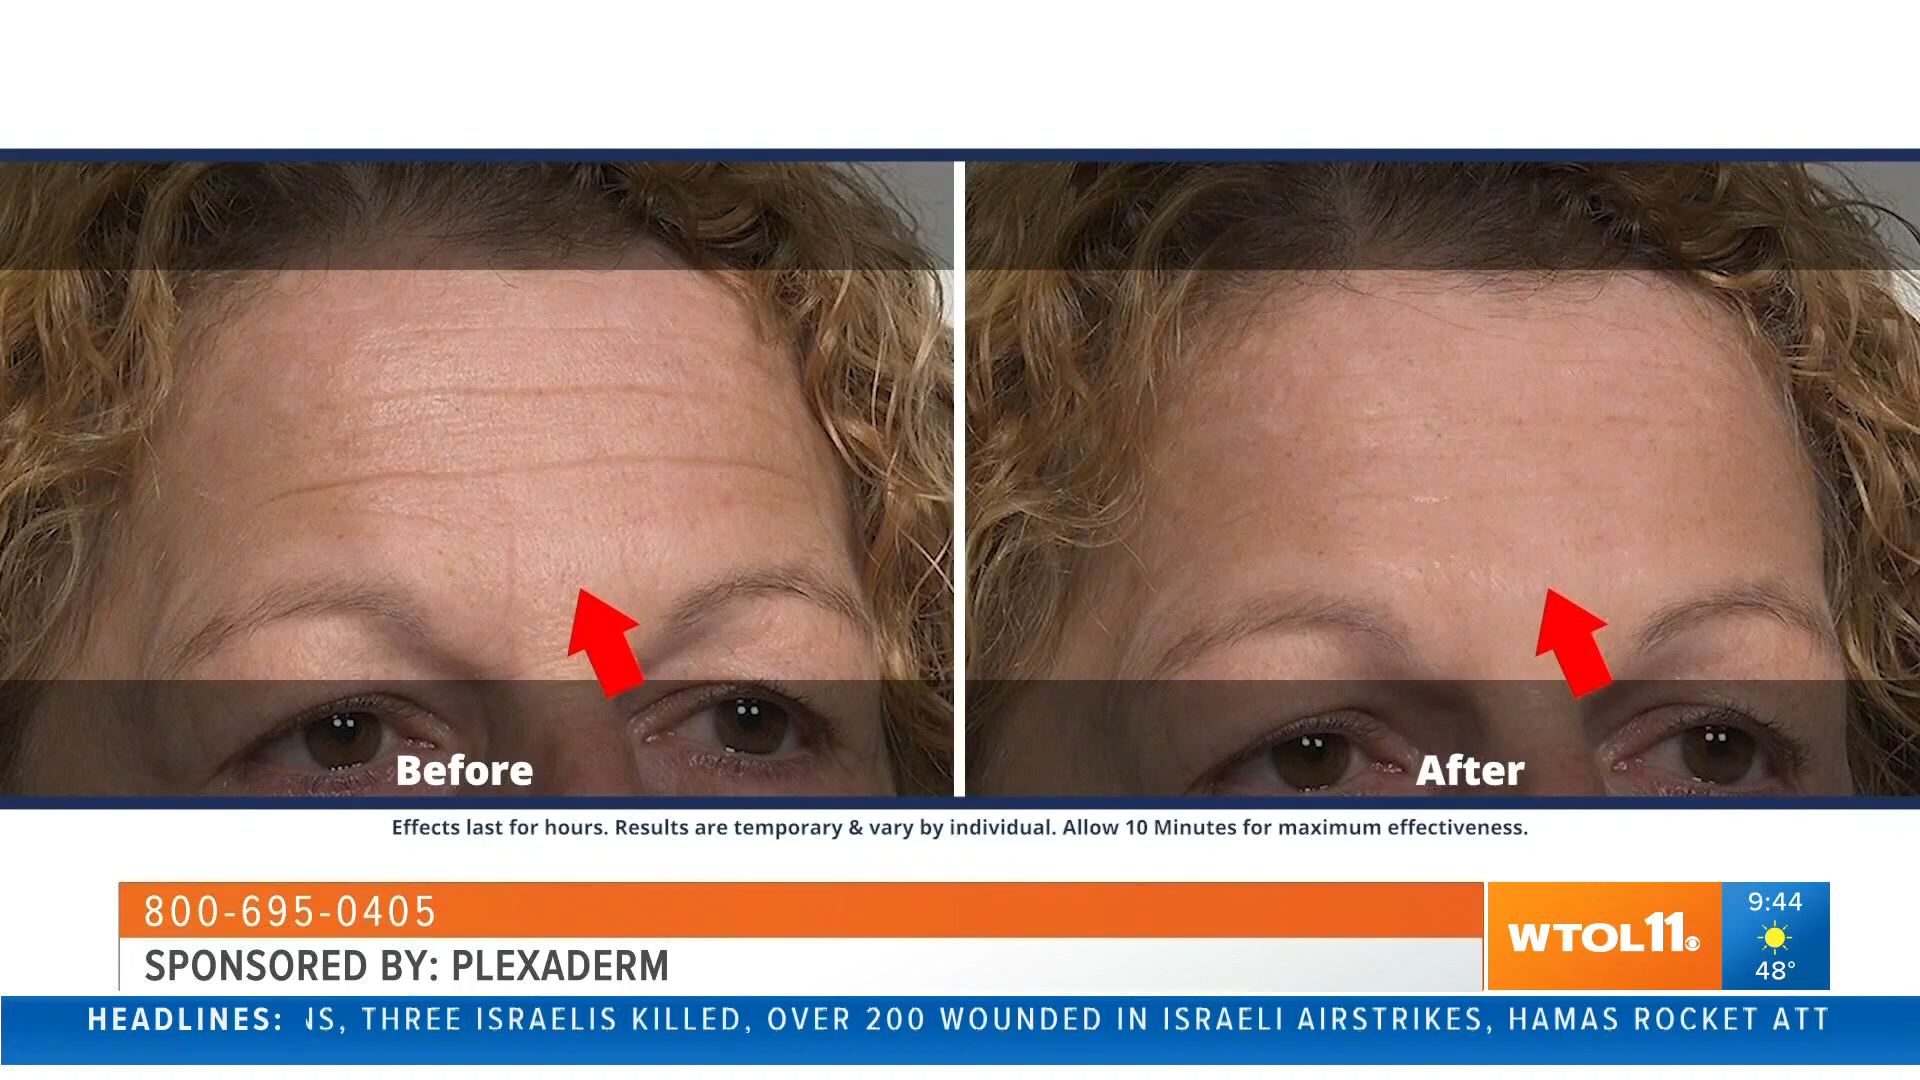 Before
After
Effects last for hours. Results are temporary & vary by individual. Allow 10 Minutes for maximum effectiveness.
800-695-0405
SPONSORED BY: PLEXADERM
WTOL11
9:44
48°
HEADLINES: NS, THREE ISRAELIS KILLED, OVER 200 WOUNDED IN ISRAELI AIRSTRIKES, HAMAS ROCKET ATT